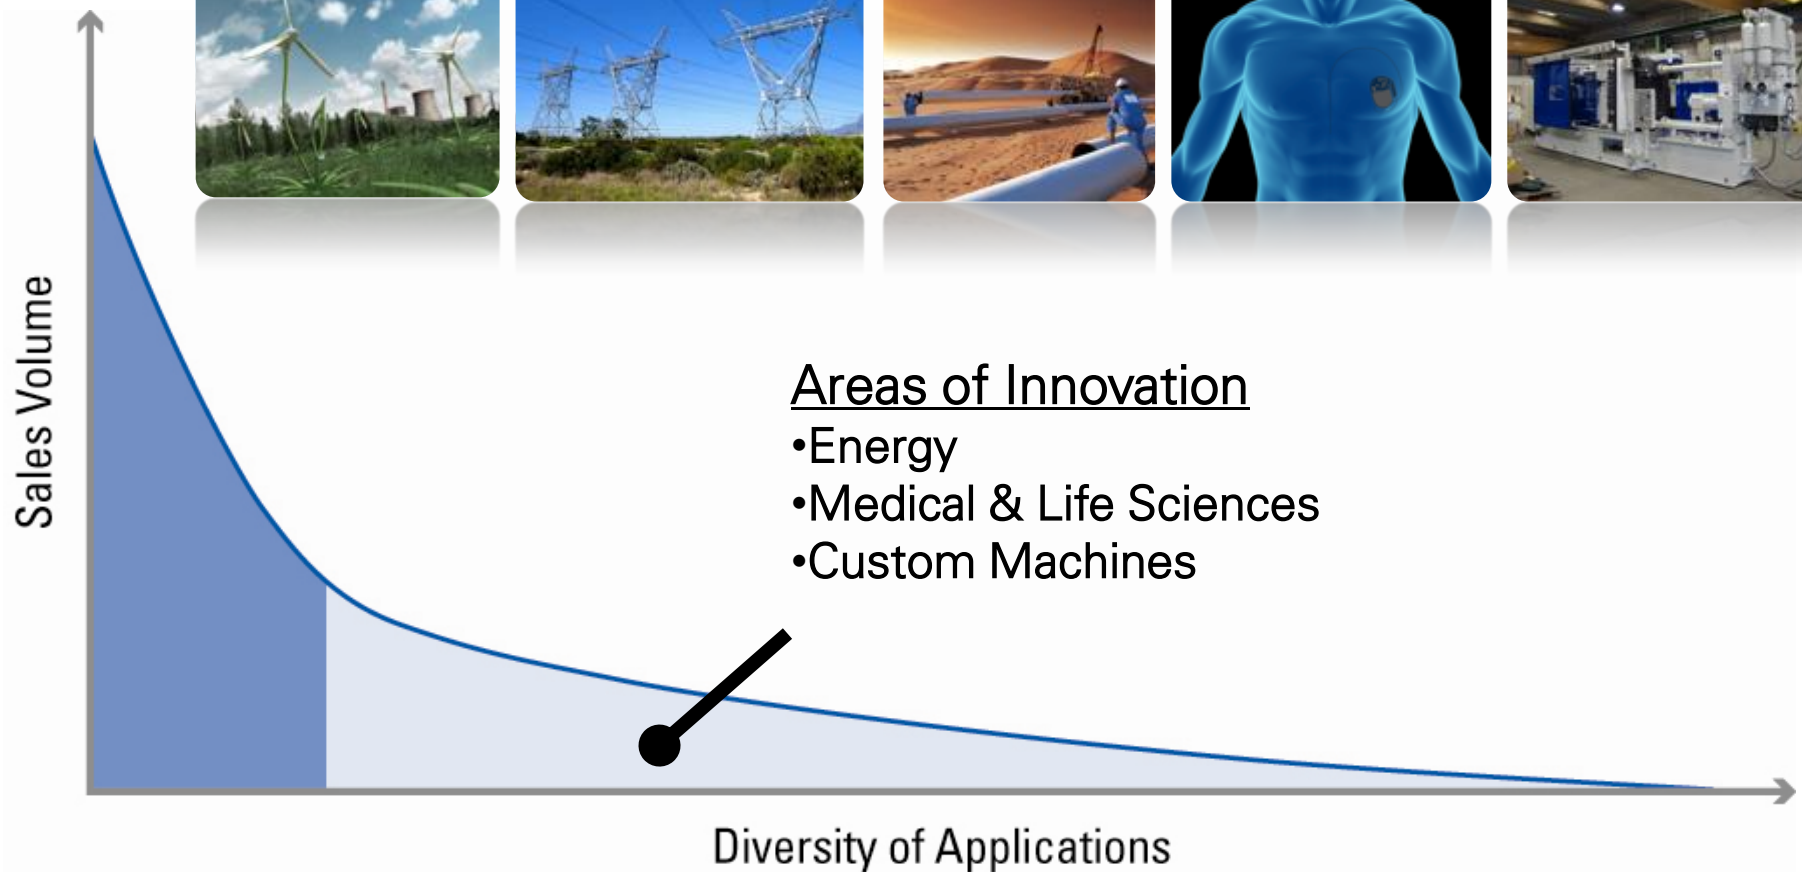 Sales Volume
Areas of Innovation
•Energy
•Medical & Life Sciences
•Custom Machines
Diversity of Applications